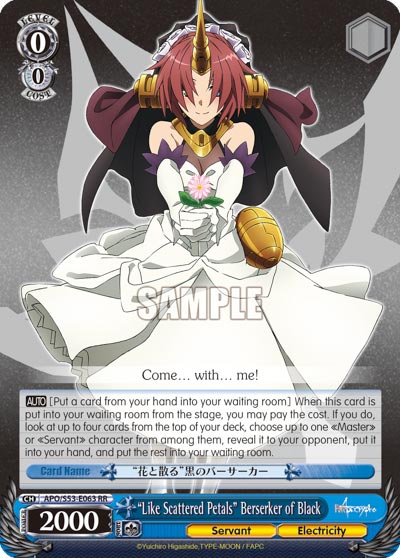 LEVEL
0
0
COST
SAMPLE
Come… with… me!
AUTO [Put a card from your hand into your waiting room] When this card is
put into your waiting room from the stage, you may pay the cost. If you do,
look at up to four cards from the top of your deck, choose up to one «Master»
or «Servant» character from among them, reveal it to your opponent, put it
into your hand, and put the rest into your waiting room.
Card Name “花と散る”黒のバーサーカー
CH APO/S53-E063 RR
“Like Scattered Petals” Berserker of Black
POWER 2000
Servant Electricity
©Yuichiro Higashide,TYPE-MOON / FAPC